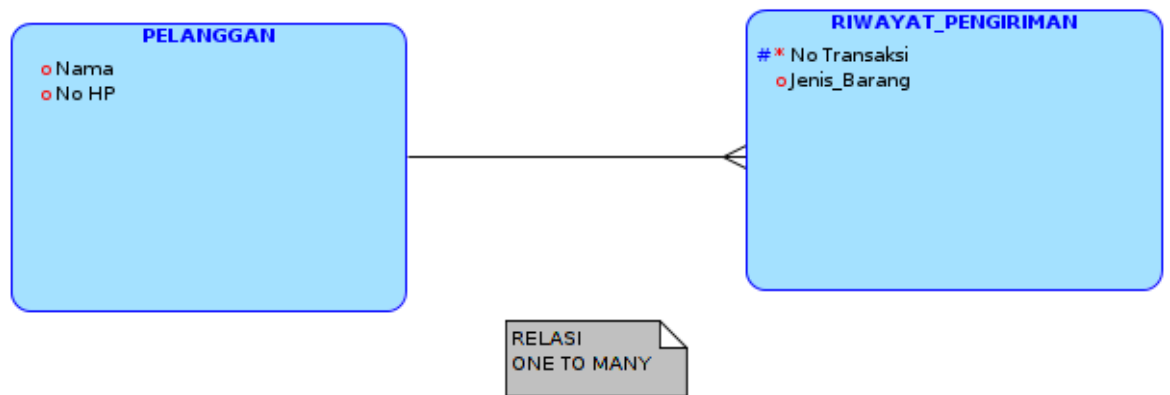 PELANGGAN
o Nama
o No HP
RIWAYAT_PENGIRIMAN
#* No Transaksi
o Jenis_Barang
RELASI
ONE TO MANY